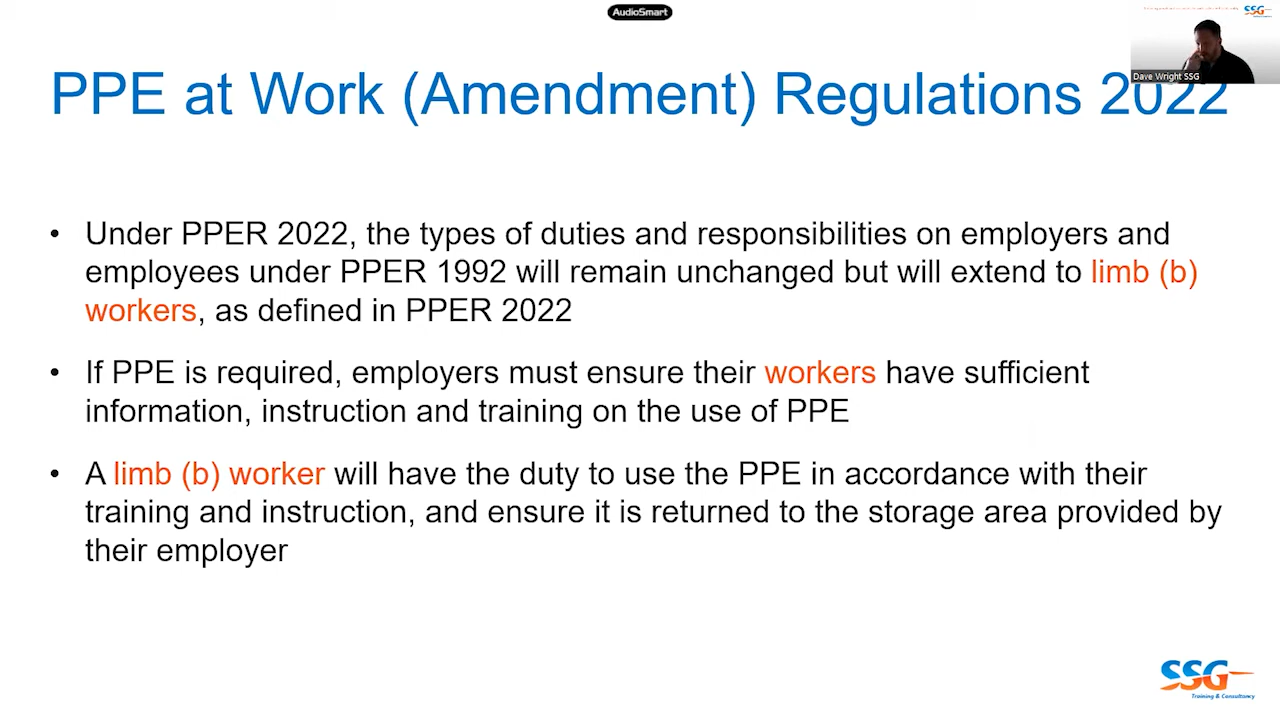 AudioSmart
SSG
Dave Wright SSG
PPE at Work (Amendment) Regulations 2022
• Under PPER 2022, the types of duties and responsibilities on employers and
employees under PPER 1992 will remain unchanged but will extend to limb (b)
workers, as defined in PPER 2022
• If PPE is required, employers must ensure their workers have sufficient
information, instruction and training on the use of PPE
• A limb (b) worker will have the duty to use the PPE in accordance with their
training and instruction, and ensure it is returned to the storage area provided by
their employer
SSG
Training & Consultancy